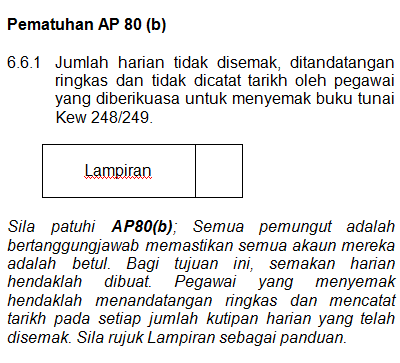 Pematuhan AP 80 (b)
6.6.1 Jumlah harian tidak disemak, ditandatangan
ringkas dan tidak dicatat tarikh oleh pegawai
yang diberikuasa untuk menyemak buku tunai
Kew 248/249.
Lampiran
Sila patuhi AP80(b); Semua pemungut adalah
bertanggungjawab memastikan semua akaun mereka
adalah betul. Bagi tujuan ini, semakan harian
hendaklah dibuat. Pegawai yang menyemak
hendaklah menandatangan ringkas dan mencatat
tarikh pada setiap jumlah kutipan harian yang telah
disemak. Sila rujuk Lampiran sebagai panduan.